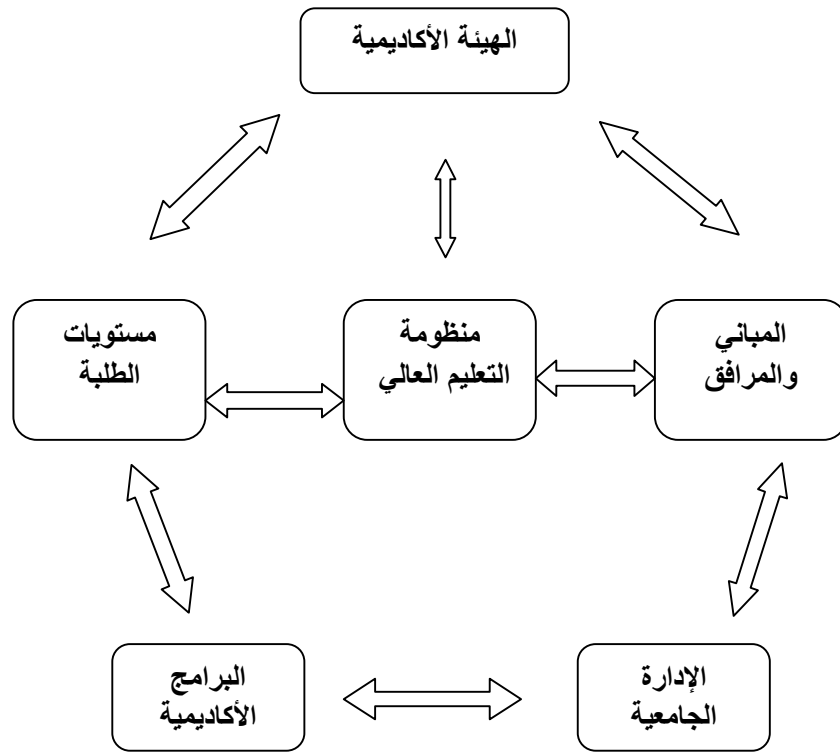 الهيئة الأكاديمية
المباني
والمرافق
منظومة
التعليم العالي
مستويات
الطلبة
الإدارة
الجامعية
البرامج
الأكاديمية